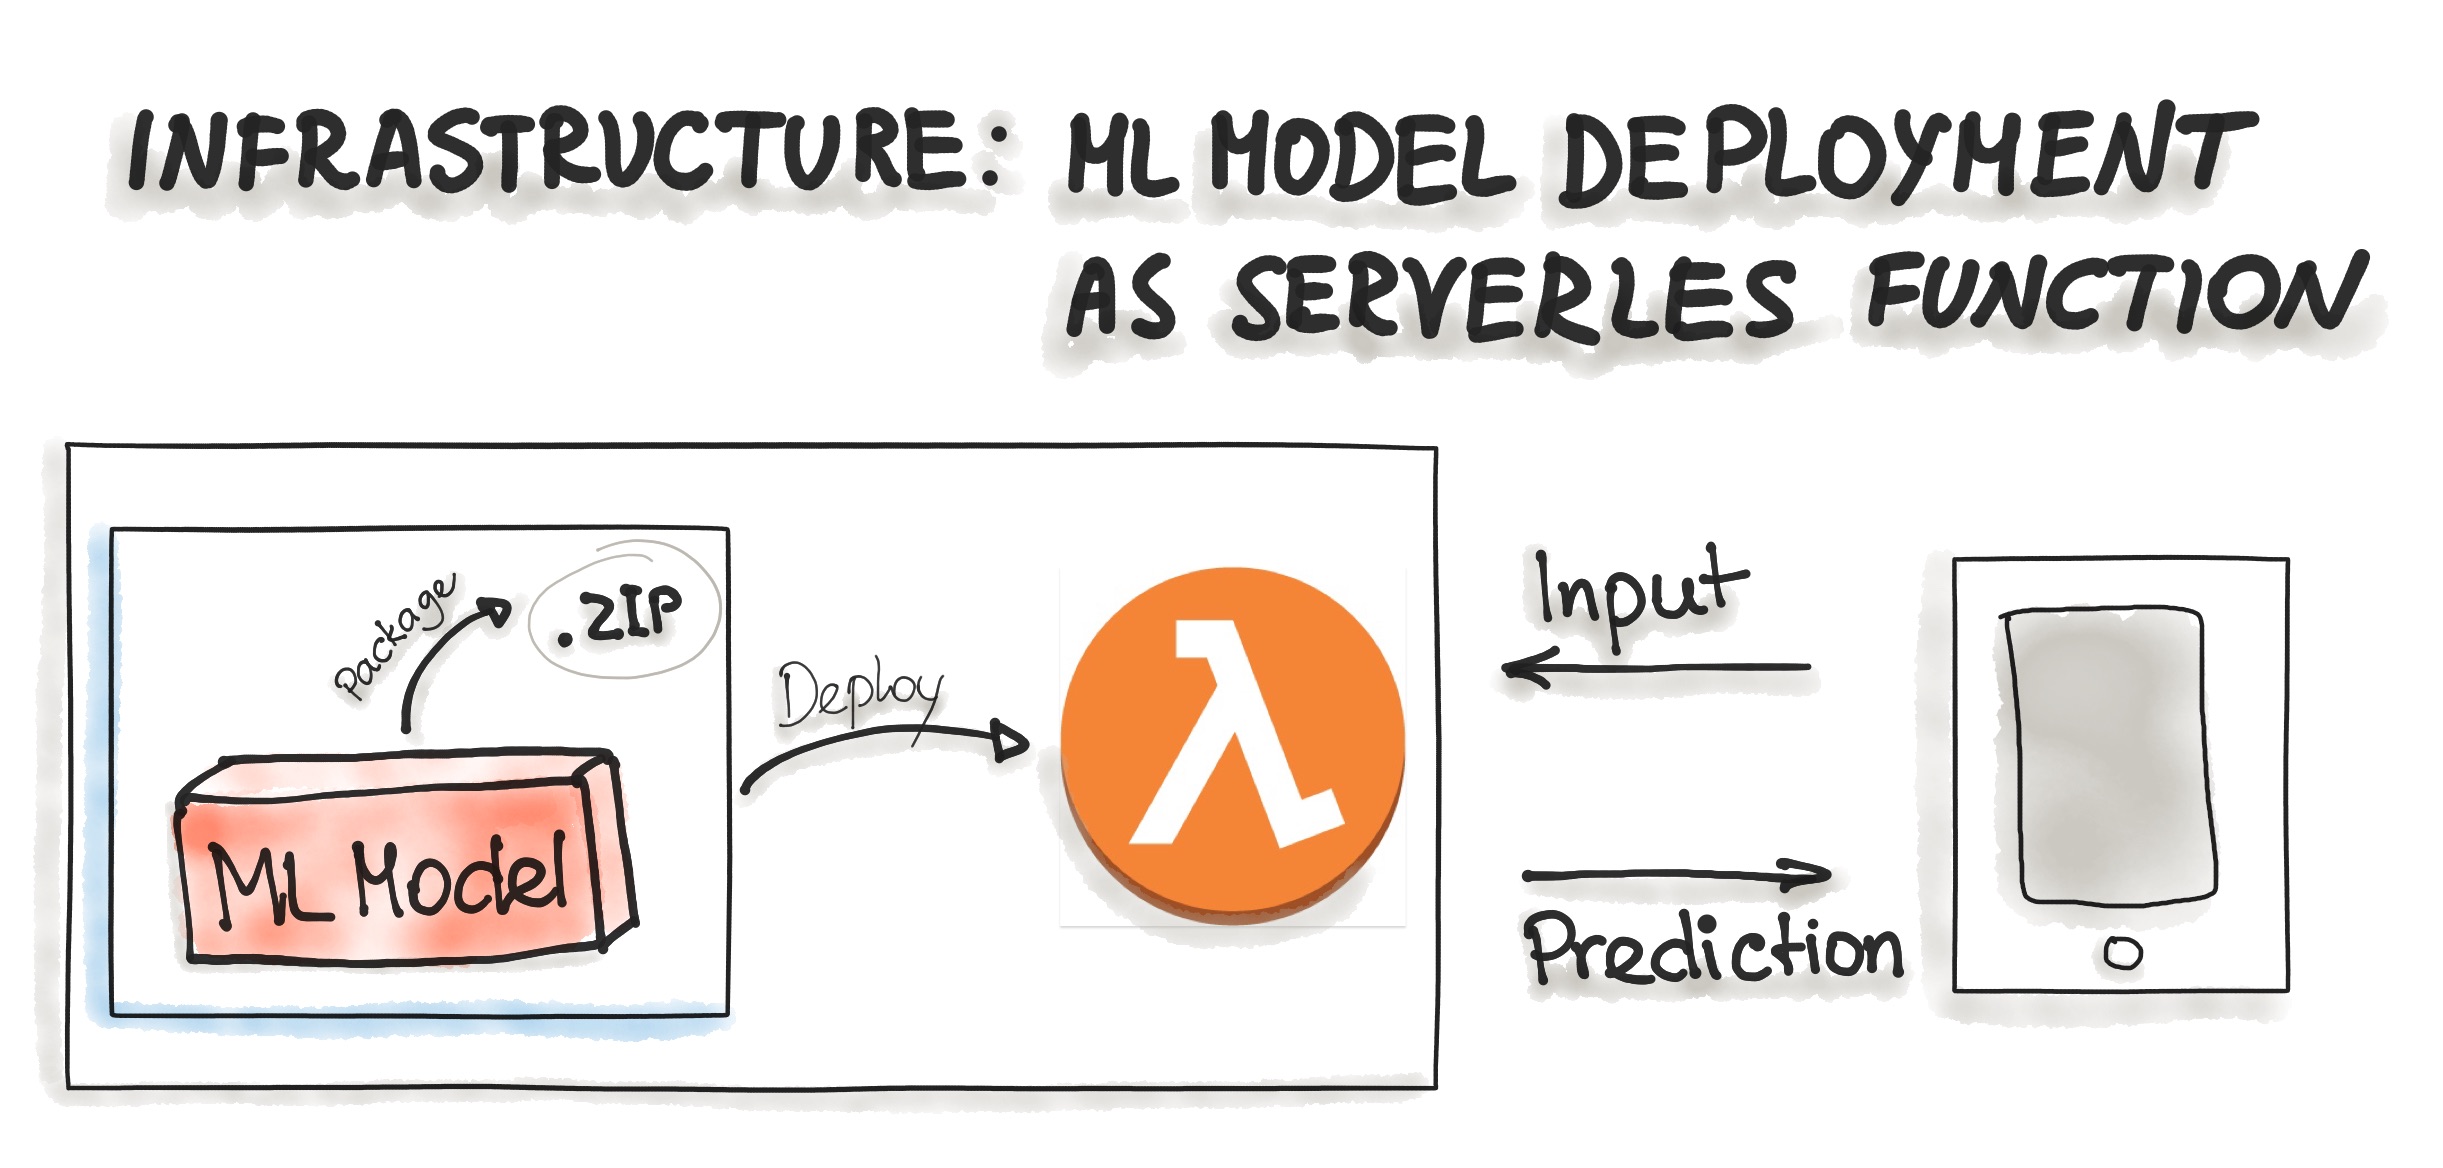 INFRASTRUCTURE: ML MODEL DEPLOYMENT
AS SERVERLES FUNCTION
Package
.ZIP
ML Model
Deploy
λ
Input
Prediction